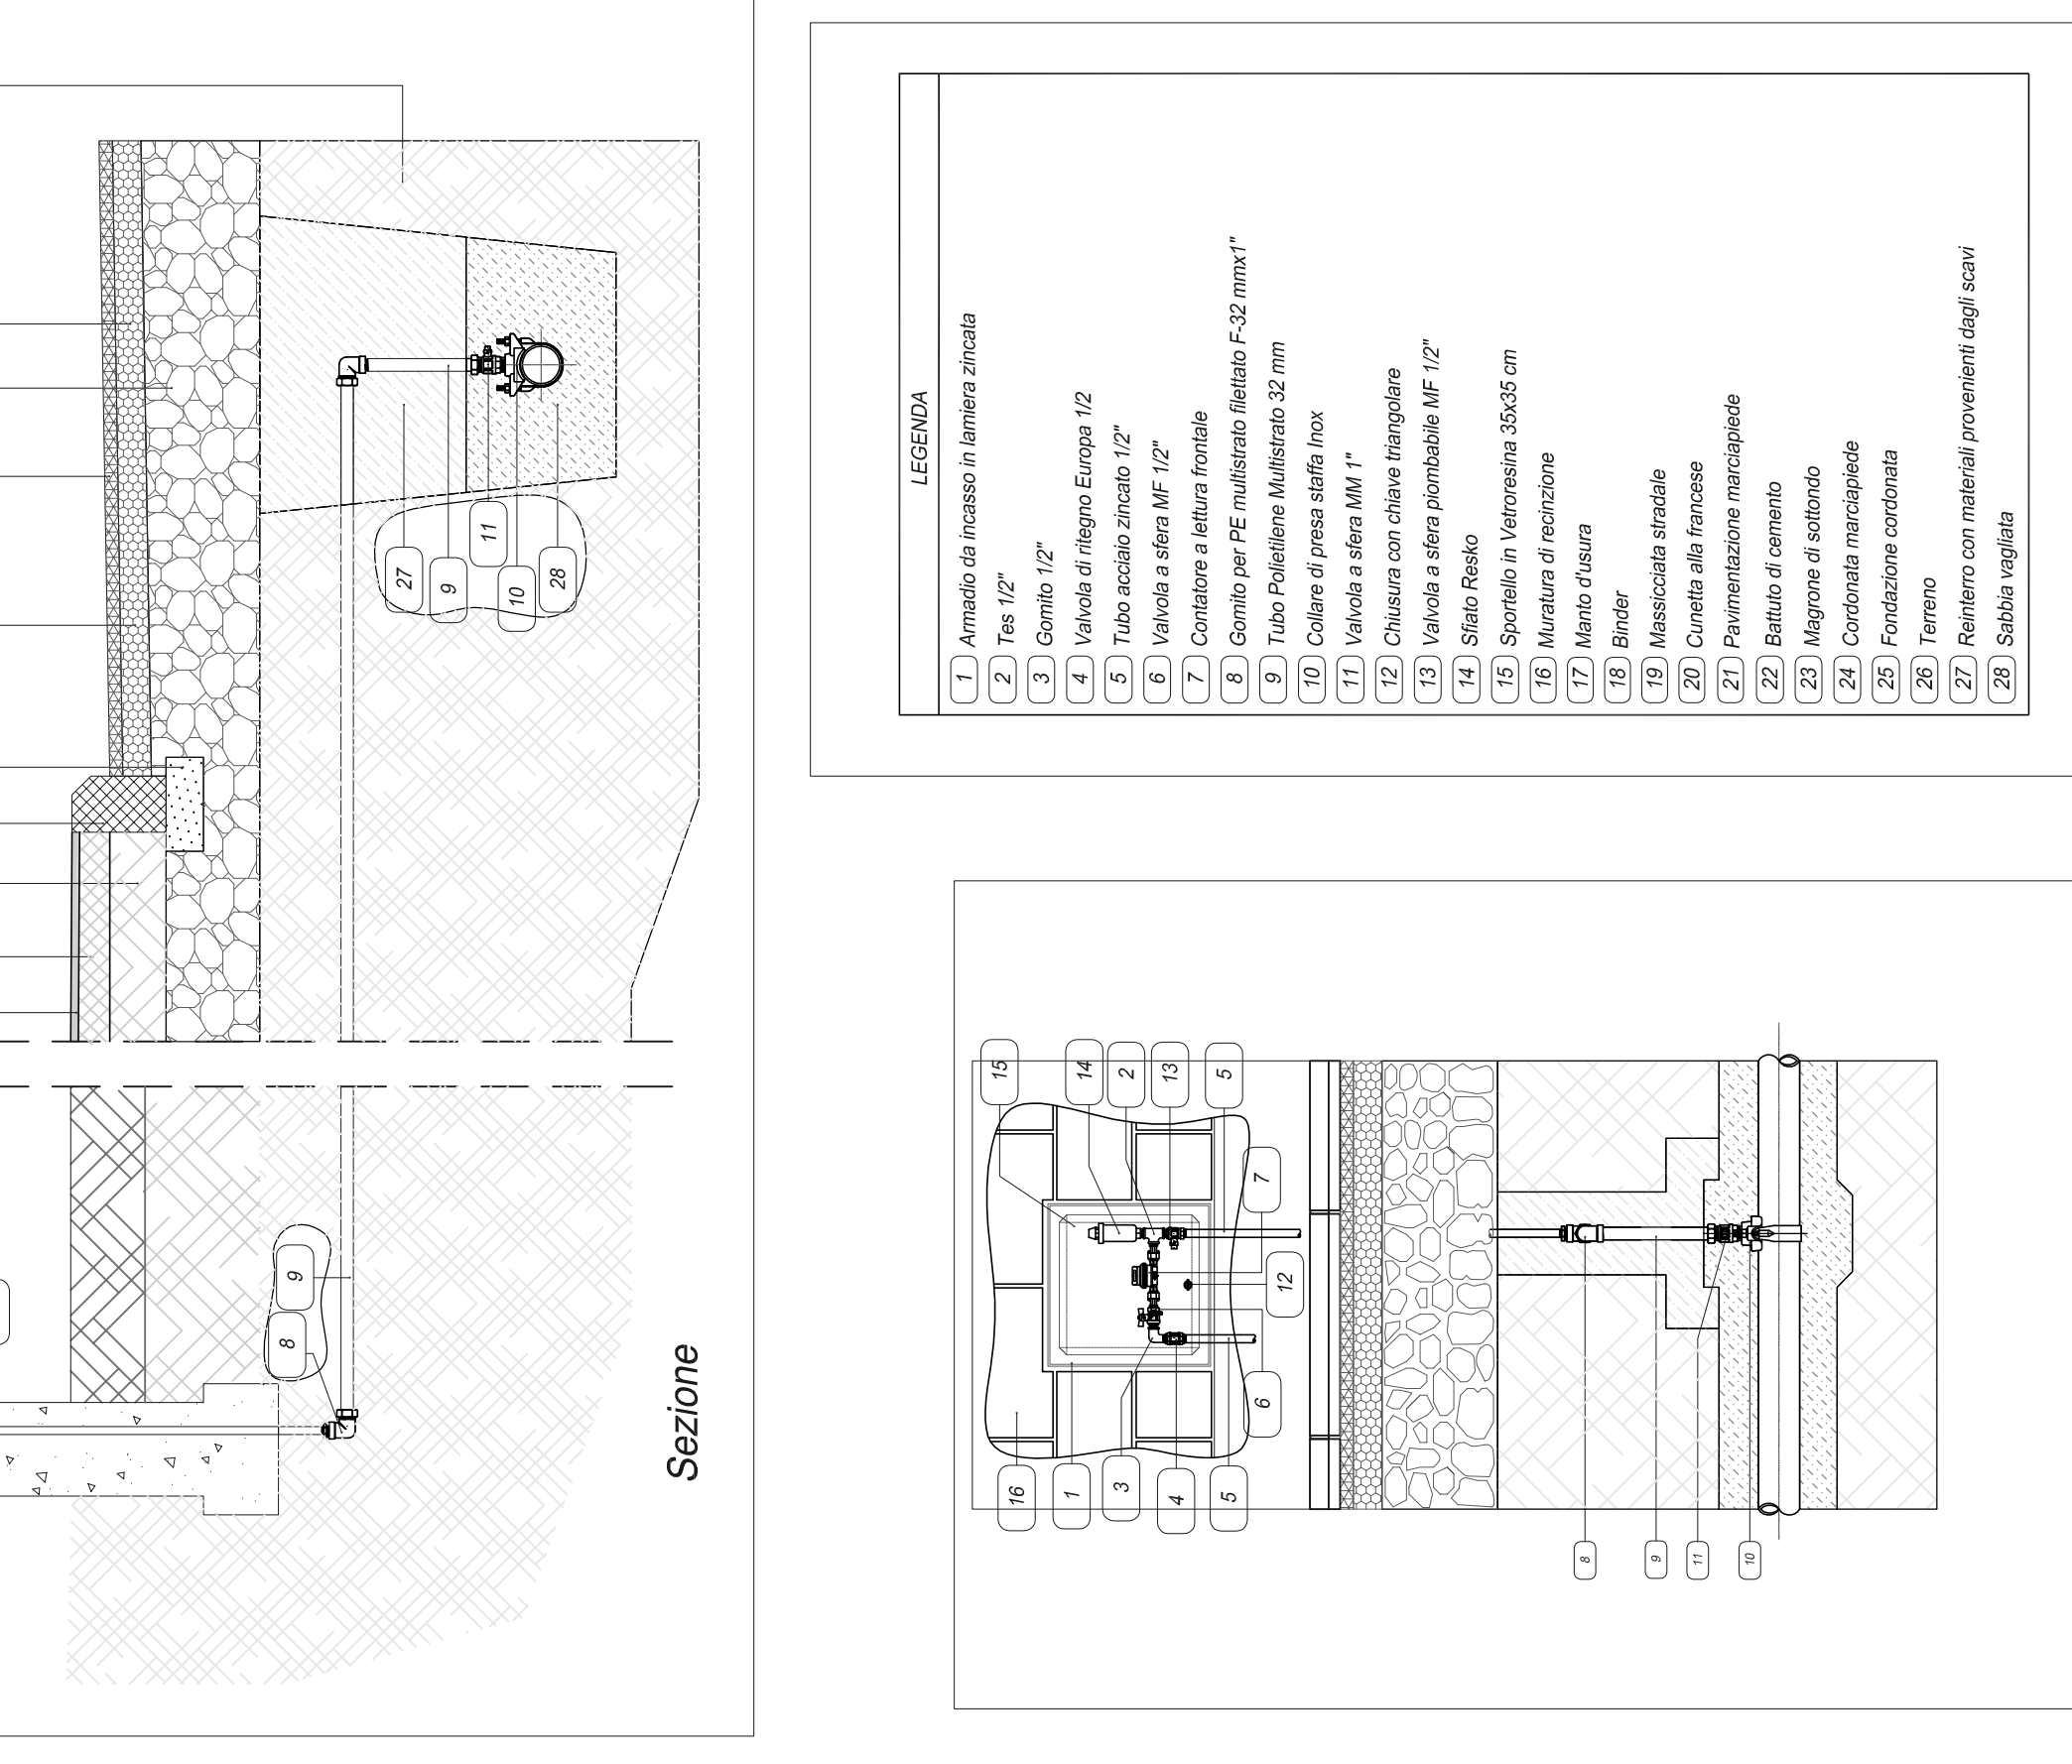 LEGENDA
1 Armadio da incasso in lamiera zincata
2 Tes 1/2"
3 Gomito 1/2"
4 Valvola di ritegno Europa 1/2
5 Tubo acciaio zincato 1/2"
6 Valvola a sfera MF 1/2"
7 Contatore a lettura frontale
8 Gomito per PE multistrato filettato F-32 mmx1"
9 Tubo Polietilene Multistrato 32 mm
10 Collare di presa staffa Inox
11 Valvola a sfera MM 1"
12 Chiusura con chiave triangolare
13 Valvola a sfera piombabile MF 1/2"
14 Sfiato Resko
15 Sportello in Vetroresina 35x35 cm
16 Muratura di recinzione
17 Manto d'usura
18 Binder
19 Massicciata stradale
20 Cunetta alla francese
21 Pavimentazione marciapiede
22 Battuto di cemento
23 Magrone di sottondo
24 Cordonata marciapiede
25 Fondazione cordonata
26 Terreno
27 Reinterro con materiali provenienti dagli scavi
28 Sabbia vagliata
27
9
11
10
28
9
8
Sezione
15
14
2
13
5
7
12
6
16
1
3
4
5
8
9
11
10